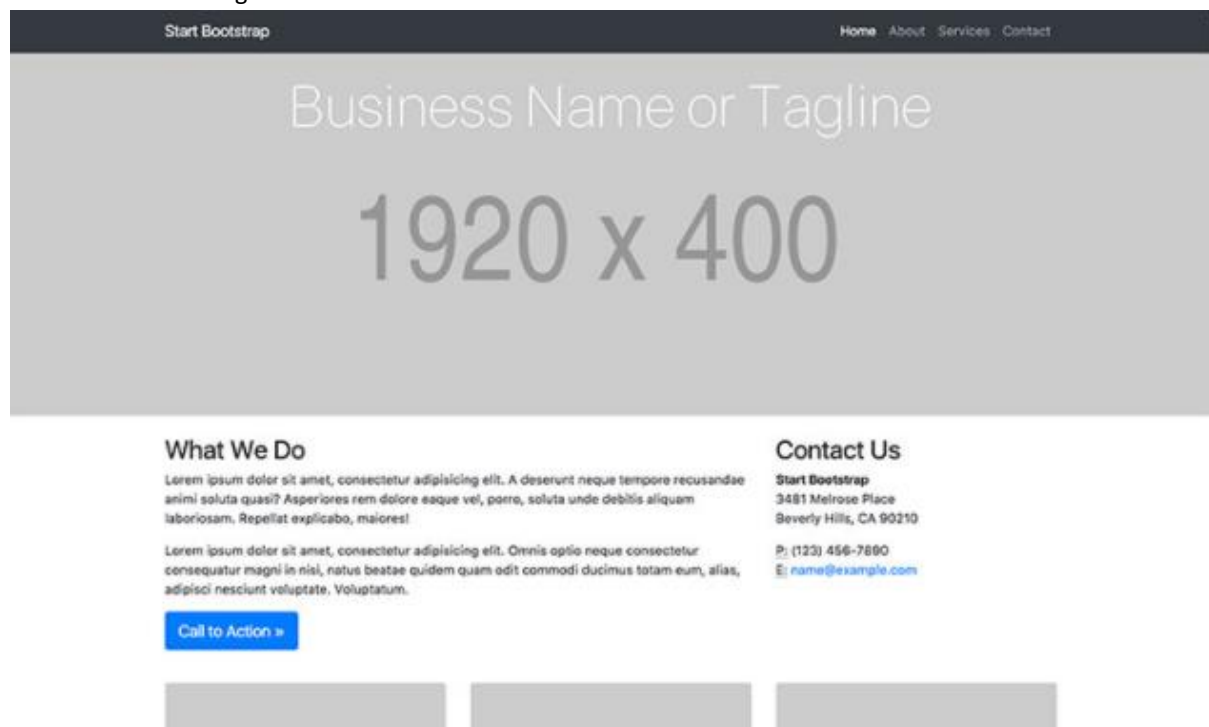 Start Bootstrap
Home About Services Contact
Business Name or Tagline
1920 x 400
What We Do
Lorem ipsum dolor sit amet, consectetur adipisicing elit. A deserunt neque tempore recusandae
animi soluta quasi? Asperiores rem dolore eaque vel, porro, soluta unde debitis aliquam
laboriosam. Repellat explicabo, maiores!
Lorem ipsum dolor sit amet, consectetur adipisicing elit. Omnis optio neque consectetur
consequatur magni in nisi, natus beatae quidem quam odit commodi ducimus totam eum, alias,
adipisci nesciunt voluptate. Voluptatum.
Call to Action »
Contact Us
Start Bootstrap
3481 Melrose Place
Beverly Hills, CA 90210
P: (123) 456-7890
E: name@example.com